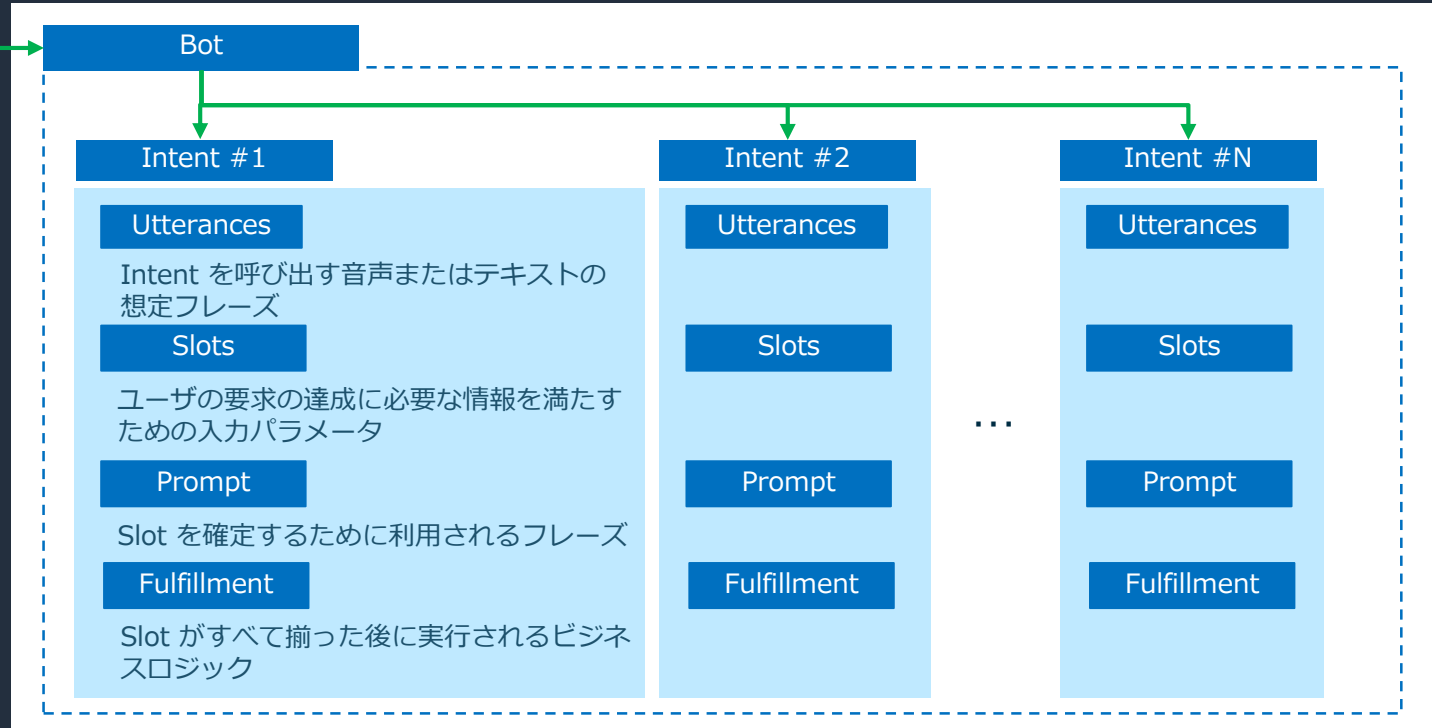 Bot
Intent #1
Intent #2
Intent #N
Utterances
Intent を呼び出す音声またはテキストの
想定フレーズ
Slots
ユーザの要求の達成に必要な情報を満たす
ための入力パラメータ
Prompt
Slot を確定するために利用されるフレーズ
Fulfillment
Slot がすべて揃った後に実行されるビジネ
スロジック
Utterances
Slots
Prompt
Fulfillment
...
Utterances
Slots
Prompt
Fulfillment